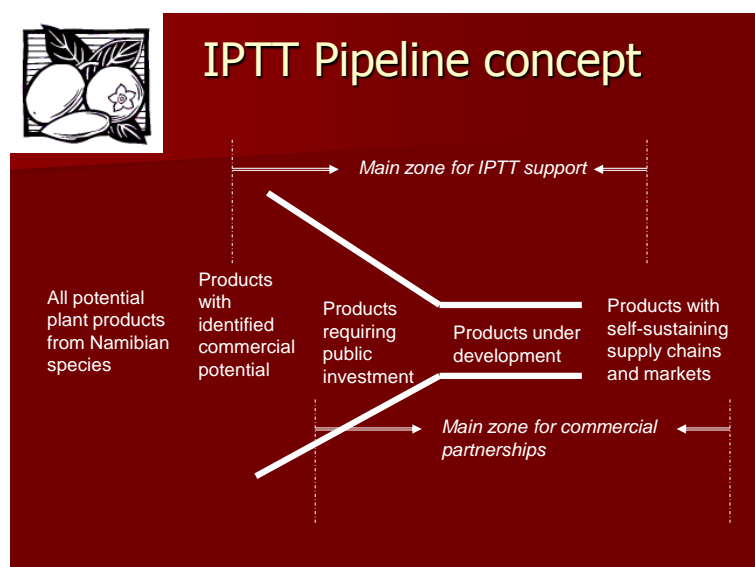 IPTT Pipeline concept
Main zone for IPTT support
All potential
plant products
from Namibian
species
Products
with
identified
commercial
potential
Products
requiring
public
investment
Products under
development
Products with
self-sustaining
supply chains
and markets
Main zone for commercial
partnerships